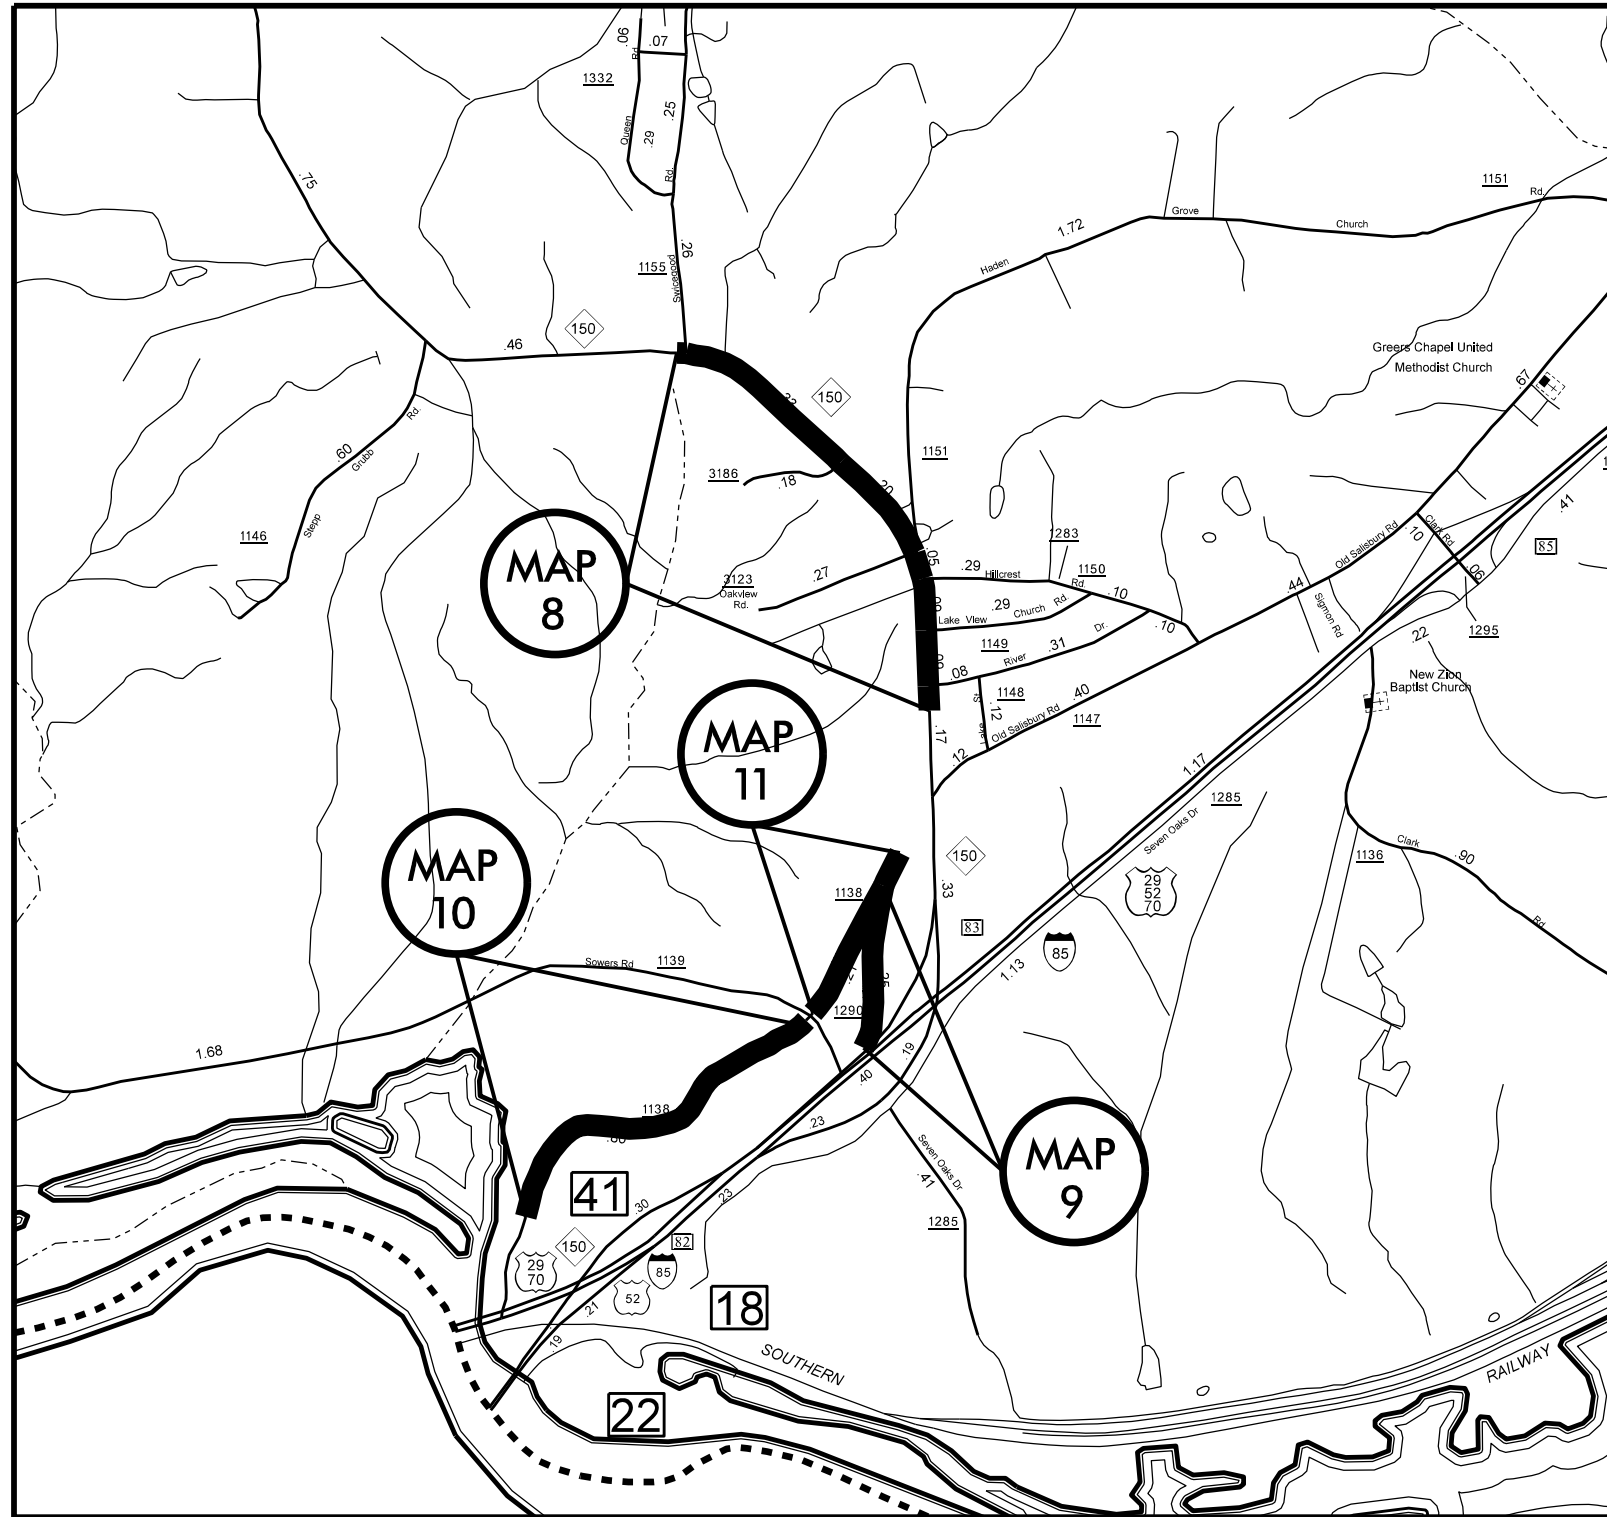 .06
Rd.
.07
1332
.25
Queen
.29
Rd.
.75
1151
Rd.
Grove
Church
1.72
.26
1155
Swicegood
Haden
150
.46
Greers Chapel United
Methodist Church
.67
150
Rd.
.60
Grubb
1151
3186
.18
.20
.41
Stepp
1146
1283
Old Salisbury Rd
.10
Clark Rd
85
MAP
8
.05
.29
Hillcrest
Rd.
1150
.10
.27
3123
Oakview
Rd.
.06
.44
.06
.29
Church
Rd.
Lake View
Sigmon Rd
1295
.10
1149
River
.31
Dr.
.22
.06
.08
New Zion
Baptist Church
1148
St
.12
.40
Lake
Old Salisbury Rd
1147
.17
.12
MAP
11
1.17
1285
Seven Oaks Dr
Clark
.90
1136
MAP
10
150
1138
.33
29
52
70
Rd.
83
85
Sowers Rd
1139
.21
.25
1.13
1290
1.68
.19
.40
1138
.23
MAP
9
Seven Oaks Dr
.41
41
.30
.23
1285
150
82
29
70
85
52
.21
18
.19
SOUTHERN
RAILWAY
22